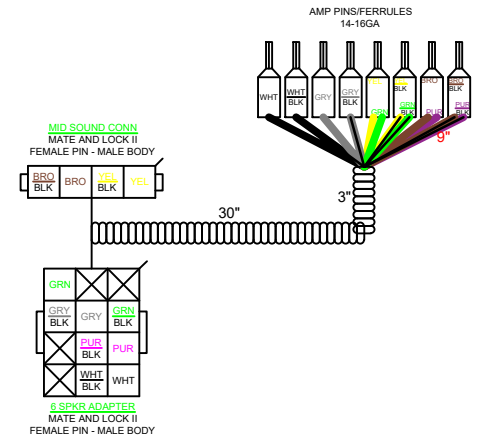 AMP PINS/FERRULES
14-16GA
WHT
WHT
BLK
GRY
GRY
BLK
YEL
GRN
YEL
BLK
GRN
BLK
BRO
PUR
BRO
BLK
PUR
BLK
9"
3"
30"
MID SOUND CONN
MATE AND LOCK II
FEMALE PIN - MALE BODY
BRO
BLK
BRO
YEL
BLK
YEL
GRN
GRY
BLK
GRY
GRN
BLK
PUR
BLK
PUR
WHT
BLK
WHT
6 SPKR ADAPTER
MATE AND LOCK II
FEMALE PIN - MALE BODY